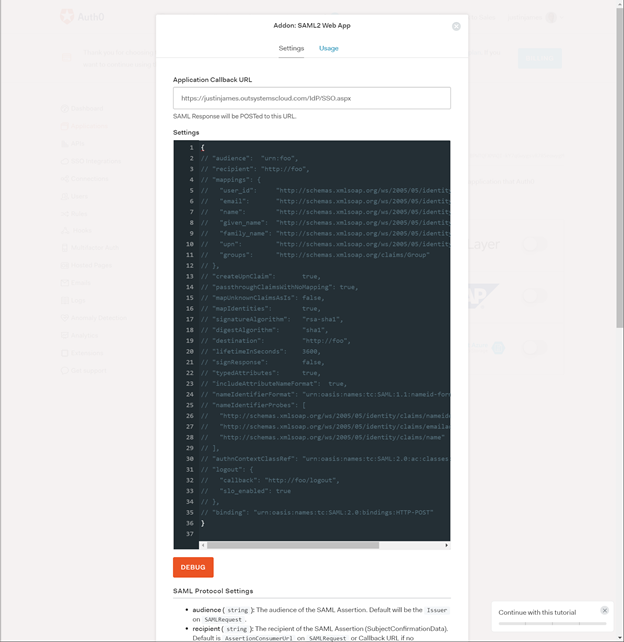 Auth0
Addon: SAML2 Web App
Settings
Usage
Application Callback URL
https://justinjames.outsystemscloud.com/IdP/SSO.aspx
SAML Response will be POSTed to this URL.
Settings
1 {
2 // "audience":  "urn:foo",
3 // "recipient": "http://foo",
4 // "mappings": {
5 //   "user_id":     "http://schemas.xmlsoap.org/ws/2005/05/identity
6 //   "email":       "http://schemas.xmlsoap.org/ws/2005/05/identity
7 //   "name":        "http://schemas.xmlsoap.org/ws/2005/05/identity
8 //   "given_name":  "http://schemas.xmlsoap.org/ws/2005/05/identity
9 //   "family_name": "http://schemas.xmlsoap.org/ws/2005/05/identity
10 //   "upn":         "http://schemas.xmlsoap.org/ws/2005/05/identity
11 //   "groups":      "http://schemas.xmlsoap.org/claims/Group"
12 // },
13 // "createUpnClaim":       true,
14 // "passthroughClaimsWithNoMapping": true,
15 // "mapUnknownClaimsAsIs": false,
16 // "mapIdentities":        true,
17 // "signatureAlgorithm":   "rsa-sha1",
18 // "digestAlgorithm":      "sha1",
19 // "destination":          "http://foo",
20 // "lifetimeInSeconds":    3600,
21 // "signResponse":         false,
22 // "typedAttributes":      true,
23 // "includeAttributeNameFormat":  true,
24 // "nameIdentifierFormat": "urn:oasis:names:tc:SAML:1.1:nameid-for
25 // "nameIdentifierProbes": [
26 //   "http://schemas.xmlsoap.org/ws/2005/05/identity/claims/nameid
27 //   "http://schemas.xmlsoap.org/ws/2005/05/identity/claims/emaila
28 //   "http://schemas.xmlsoap.org/ws/2005/05/identity/claims/name"
29 // ],
30 // "authnContextClassRef": "urn:oasis:names:tc:SAML:2.0:ac:classes
31 // "logout": {
32 //   "callback": "http://foo/logout",
33 //   "slo_enabled": true
34 // },
35 // "binding": "urn:oasis:names:tc:SAML:2.0:bindings:HTTP-POST"
36 }
37
DEBUG
SAML Protocol Settings
• audience ( string ): The audience of the SAML Assertion. Default will be the Issuer
on SAMLRequest .
• recipient ( string ): The recipient of the SAML Assertion (SubjectConfirmationData).
Default is AssertionConsumerUrl on SAMLRequest or Callback URL if no
Continue with this tutorial